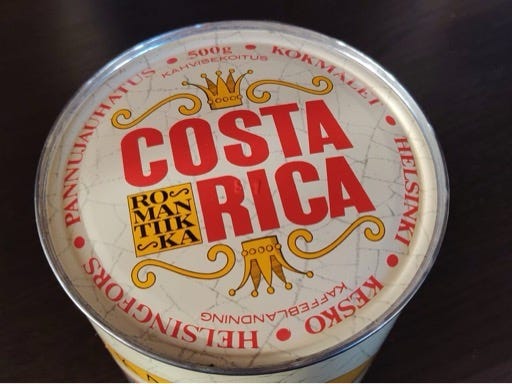 PANNUJAUHATUS • 500g • KOKMALET • HELSINKI • KESKO • HELSINGFORS •
KAHVISEKOITUS
COSTA
RICA
RO-
MAN
TIIK-
KA
KAFFEBLANDNING